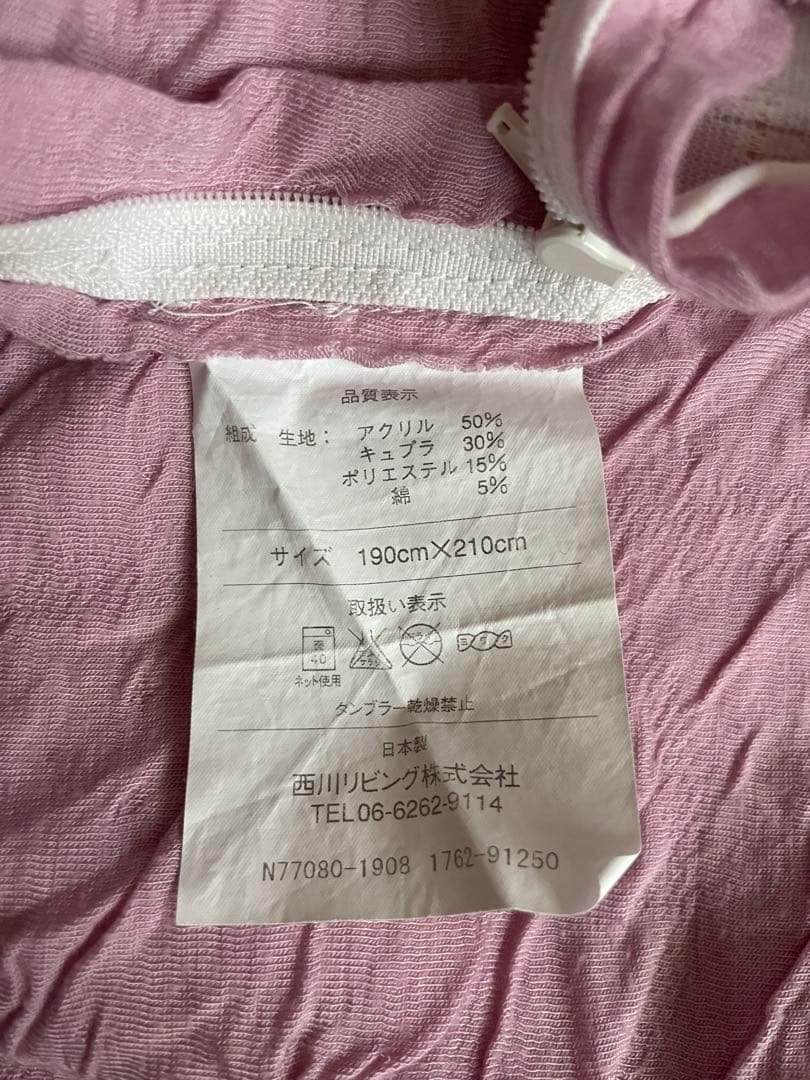 品質表示
組成 生地： アクリル 50%
キュプラ 30%
ポリエステル 15%
綿 5%
サイズ 190cm×210cm
取扱い表示
40
ヨワク
ネット使用
タンブラー乾燥禁止
日本製
西川リビング株式会社
TEL06-6262-9114
N77080-1908 1762-91250